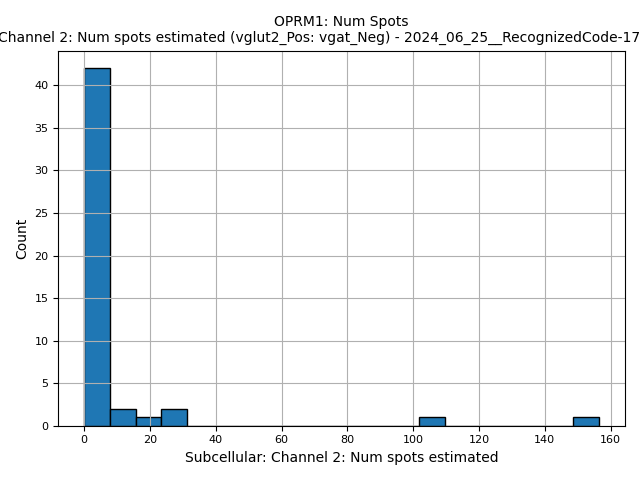 OPRM1: Num Spots
Channel 2: Num spots estimated (vglut2_Pos: vgat_Neg) - 2024_06_25__RecognizedCode-17
40
35
30
25
20
15
10
5
0
Count
0 20 40 60 80 100 120 140 160
Subcellular: Channel 2: Num spots estimated